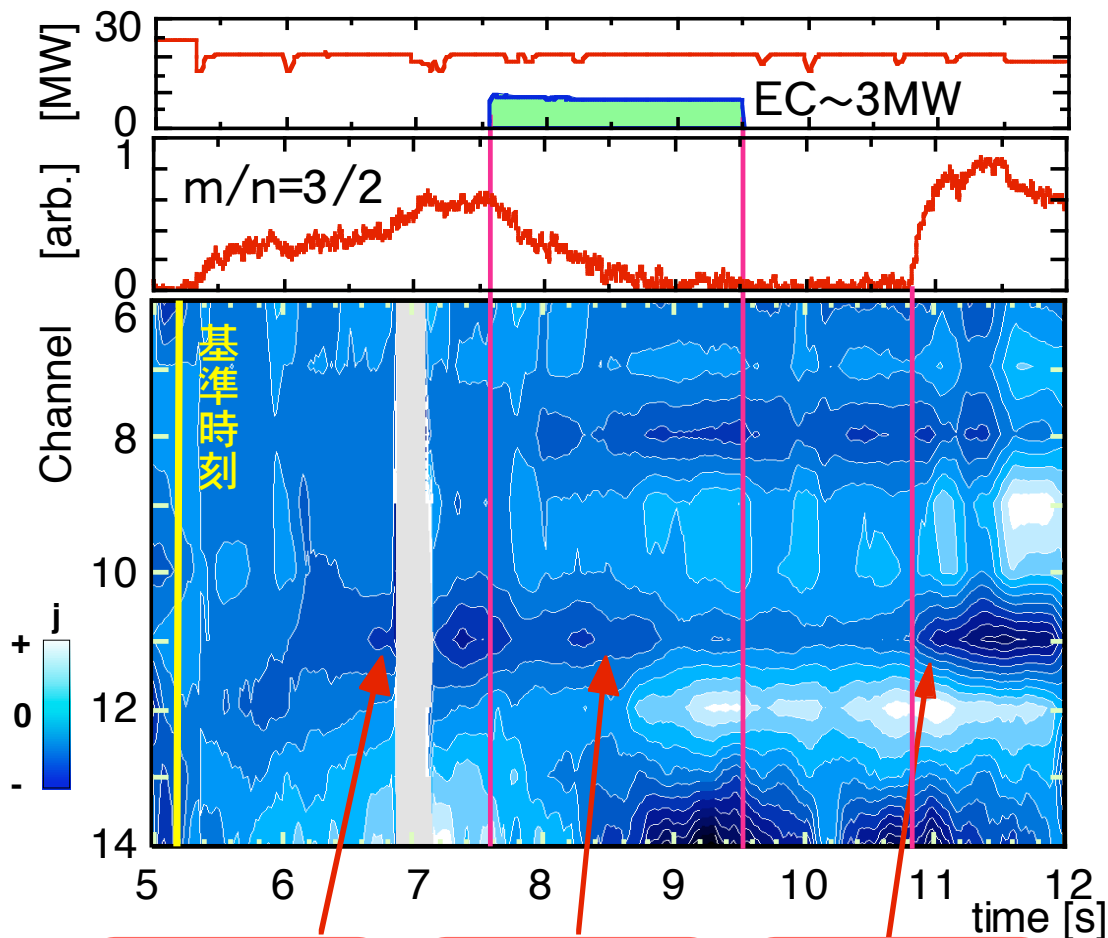 30
[MW]
EC~3MW
0
1
m/n=3/2
[arb.]
0
6
基準時刻
Channel
8
10
j
+
0
-
12
14
5 6 7 8 9 10 11 12
time [s]